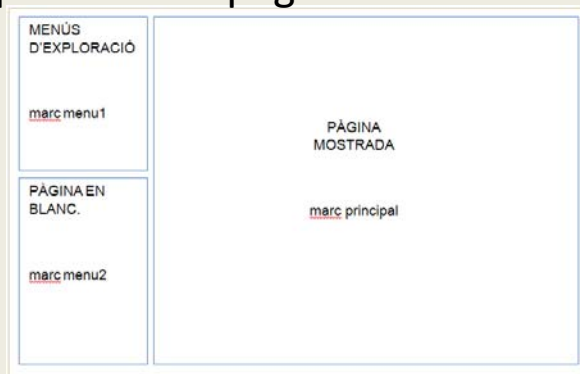 MENÚS
D'EXPLORACIÓ
marc menu1
PÀGINA
MOSTRADA
marc principal
PÀGINA EN
BLANC.
marc menu2